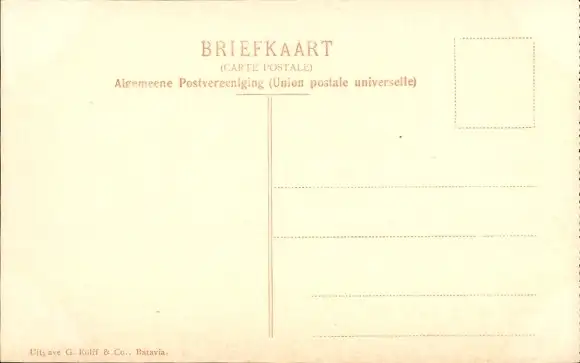 BRIEFKAART
(CARTE POSTALE)
Algemeene Postvereeniging (Union postale universelle)
Uitgave G. Kolff & Co., Batavia.